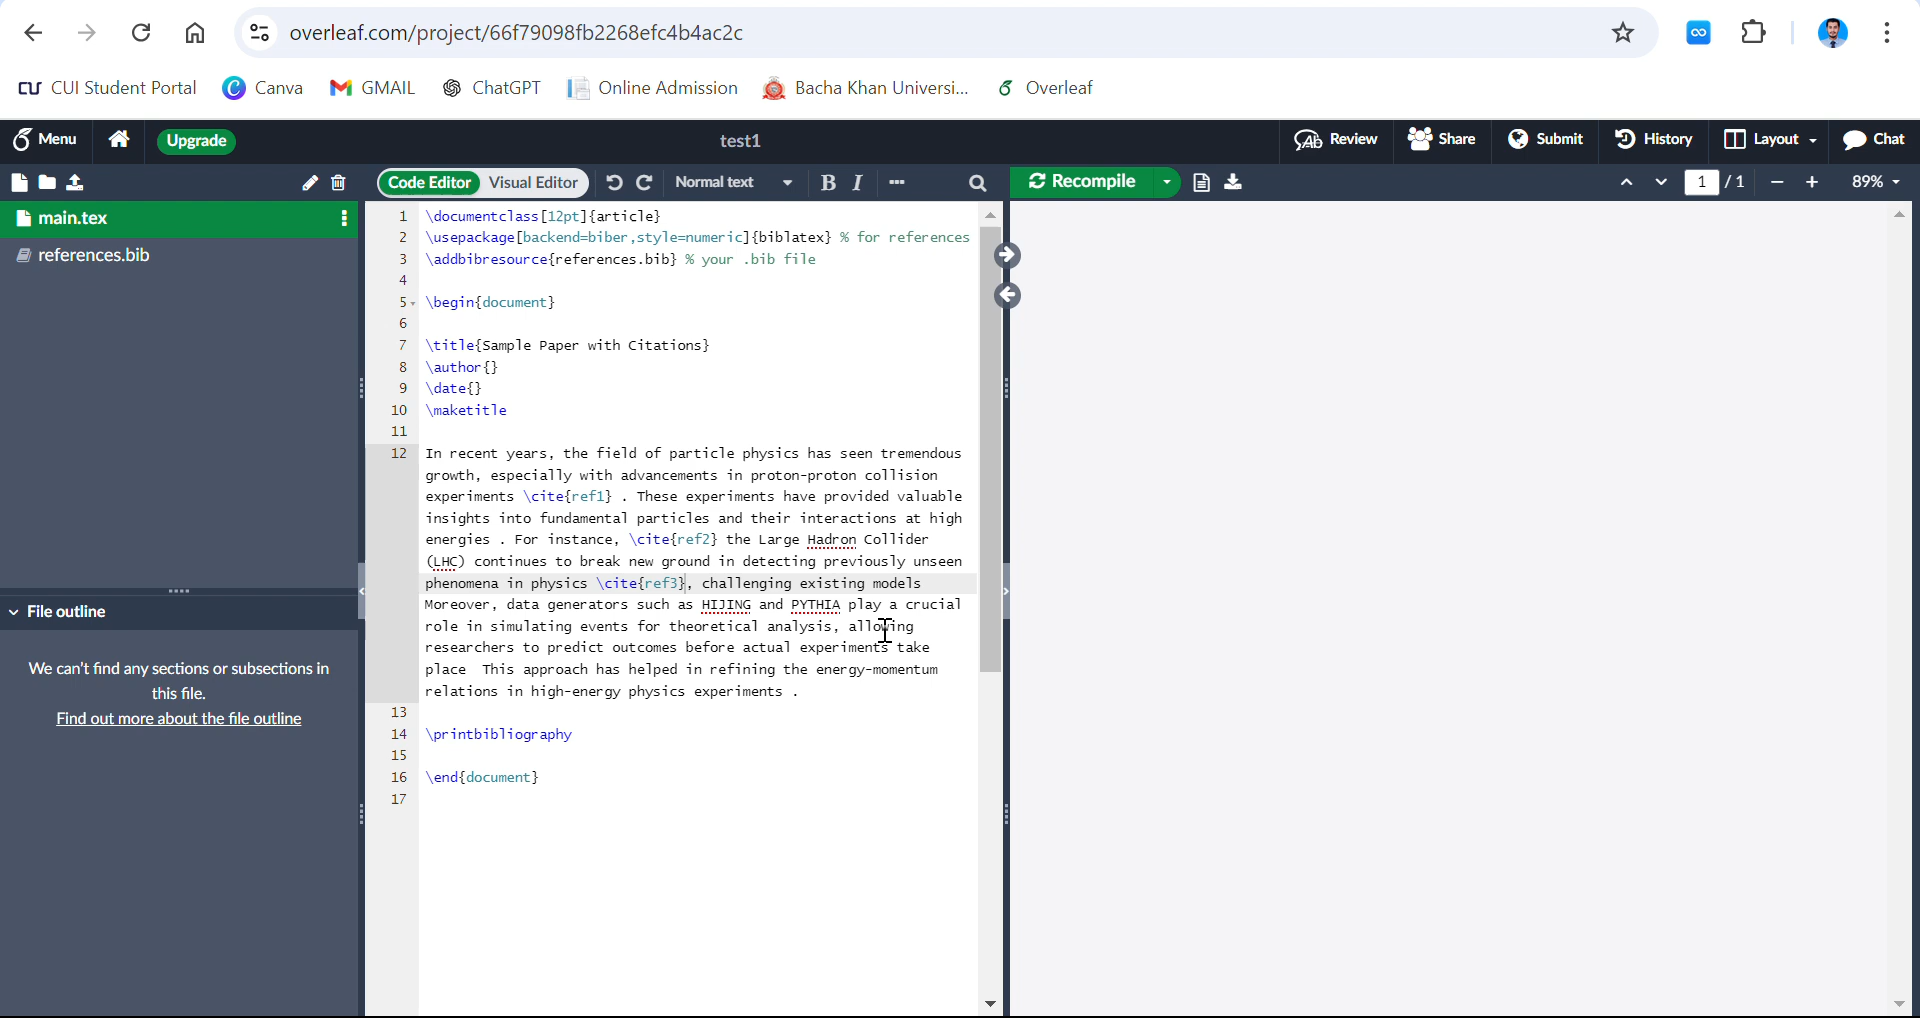 overleaf.com/project/66f79098fb2268efc4b4ac2c
CUI Student Portal Canva GMAIL ChatGPT Online Admission Bacha Khan Universi... Overleaf
Menu Upgrade test1 Review Share Submit History Layout Chat
Code Editor Visual Editor Normal text B I Recompile 1 / 1 89%
main.tex
references.bib
File outline
We can't find any sections or subsections in
this file.
Find out more about the file outline
1 \documentclass[12pt]{article}
2 \usepackage[backend=biber,style=numeric]{biblatex} % for references
3 \addbibresource{references.bib} % your .bib file
4
5 \begin{document}
6
7 \title{Sample Paper with Citations}
8 \author{}
9 \date{}
10 \maketitle
11
12 In recent years, the field of particle physics has seen tremendous
growth, especially with advancements in proton-proton collision
experiments \cite{ref1} . These experiments have provided valuable
insights into fundamental particles and their interactions at high
energies . For instance, \cite{ref2} the Large Hadron Collider
(LHC) continues to break new ground in detecting previously unseen
phenomena in physics \cite{ref3}, challenging existing models
Moreover, data generators such as HIJING and PYTHIA play a crucial
role in simulating events for theoretical analysis, allowing
researchers to predict outcomes before actual experiments take
place  This approach has helped in refining the energy-momentum
relations in high-energy physics experiments .
13
14 \printbibliography
15
16 \end{document}
17